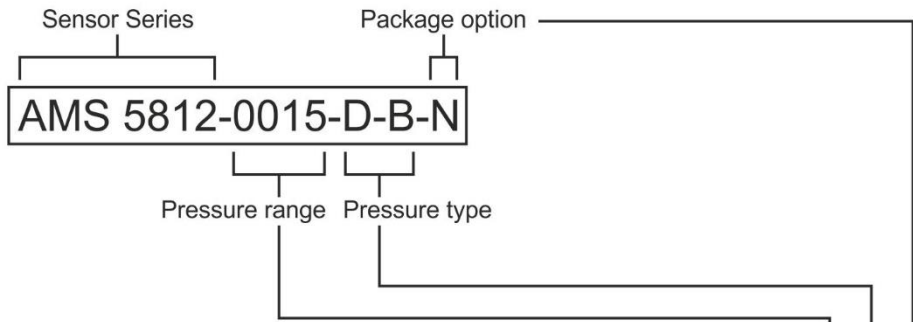 Sensor Series Package option
AMS 5812-0015-D-B-N
Pressure range Pressure type